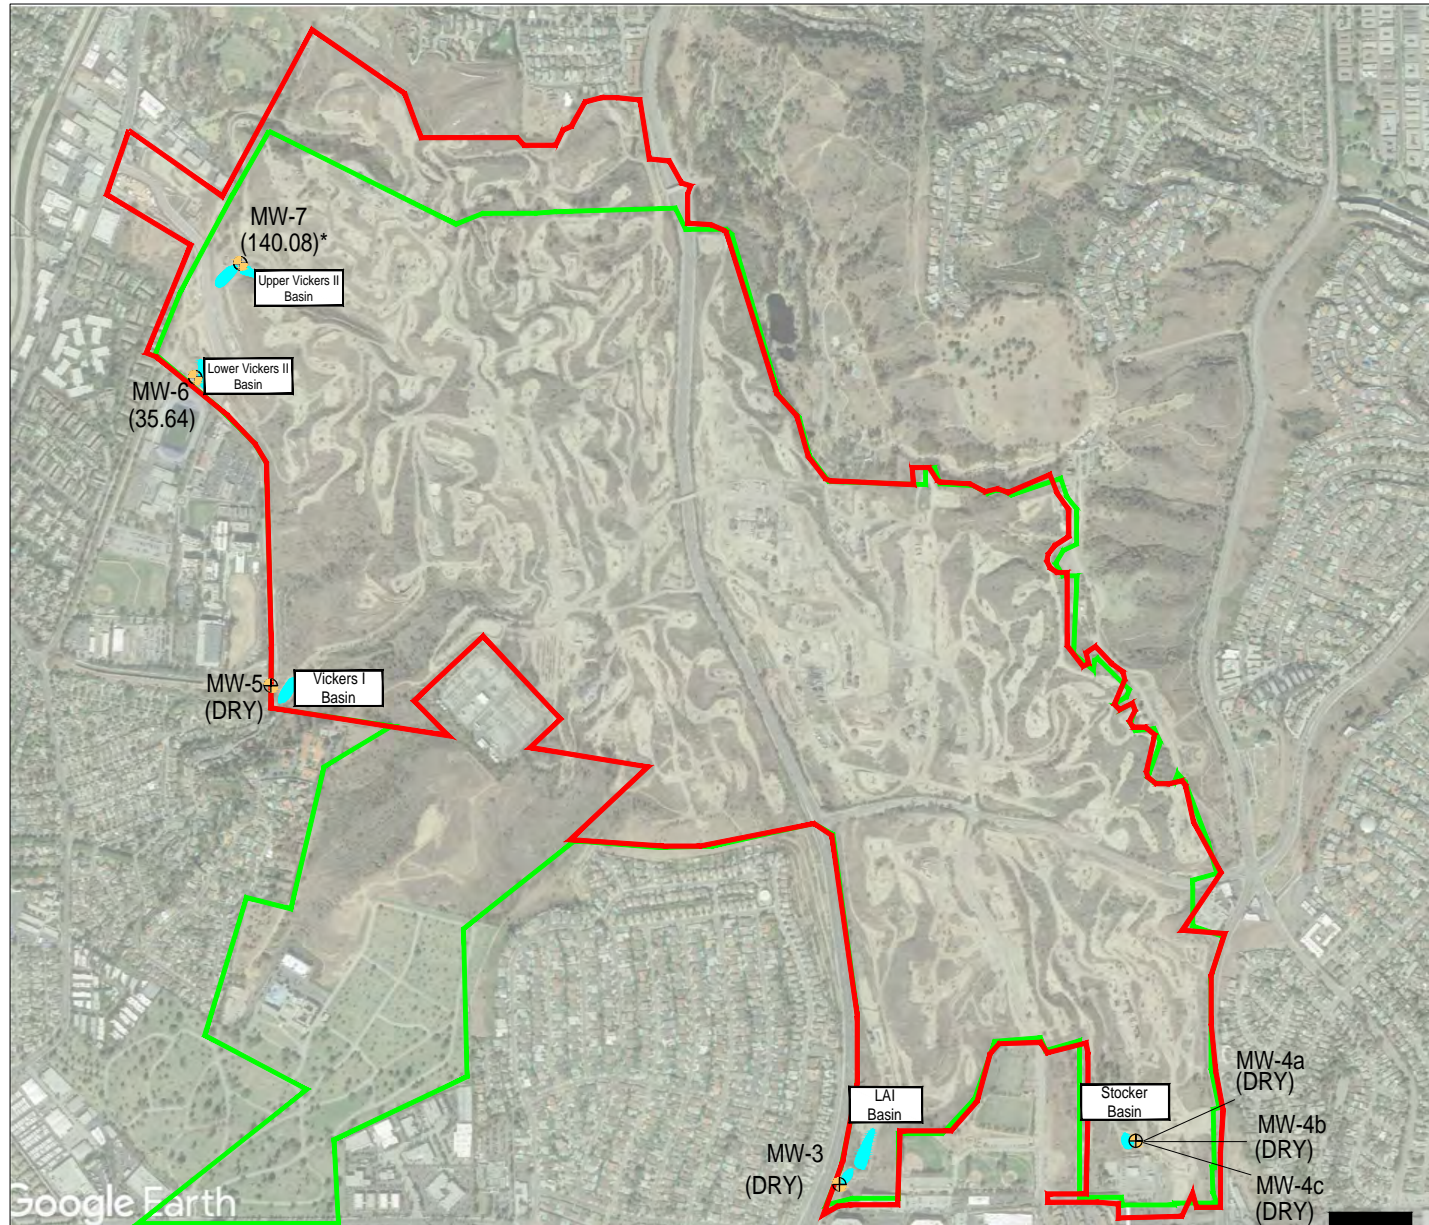 MW-7
(140.08)*
Upper Vickers II
Basin
Lower Vickers II
Basin
MW-6
(35.64)
MW-5
(DRY)
Vickers I
Basin
LAI
Basin
MW-3
(DRY)
Stocker
Basin
MW-4a
(DRY)
MW-4b
(DRY)
MW-4c
(DRY)
Google Earth